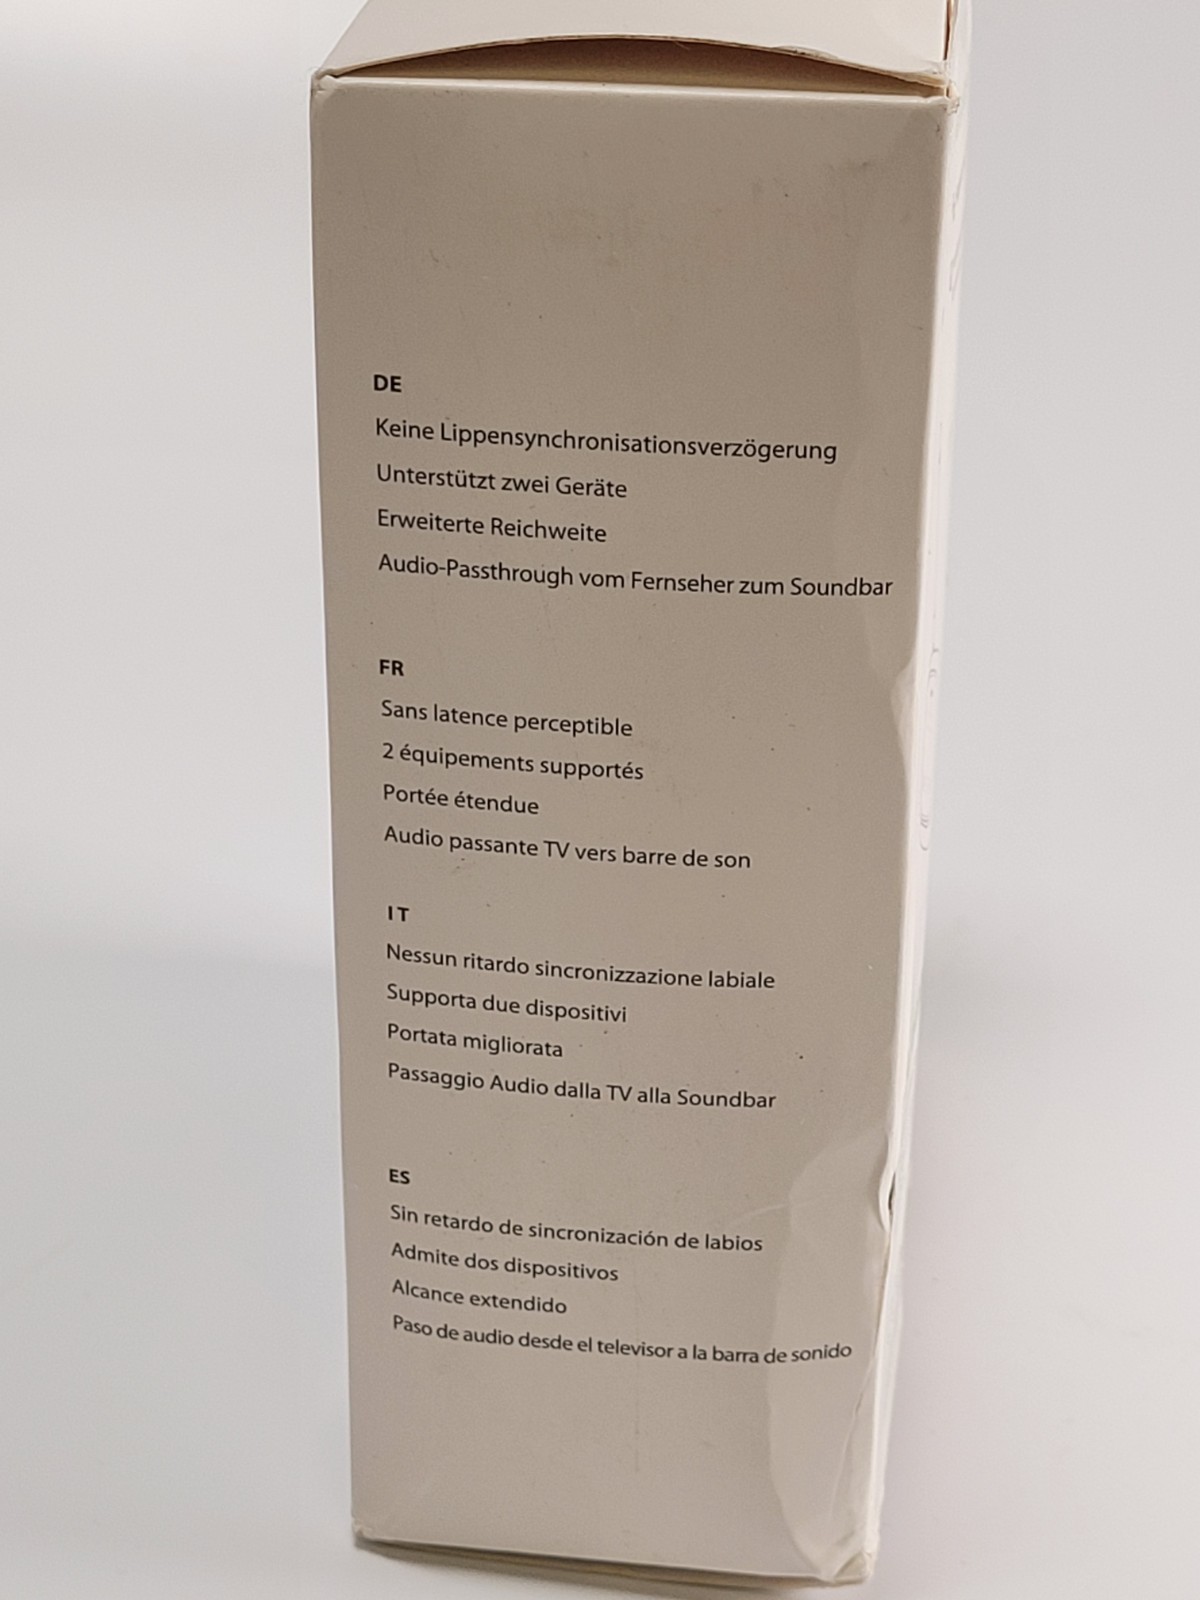 DE
Keine Lippensynchronisationsverzögerung
Unterstützt zwei Geräte
Erweiterte Reichweite
Audio-Passthrough vom Fernseher zum Soundbar
FR
Sans latence perceptible
2 équipements supportés
Portée étendue
Audio passante TV vers barre de son
IT
Nessun ritardo sincronizzazione labiale
Supporta due dispositivi
Portata migliorata
Passaggio Audio dalla TV alla Soundbar
ES
Sin retardo de sincronización de labios
Admite dos dispositivos
Alcance extendido
Paso de audio desde el televisor a la barra de sonido